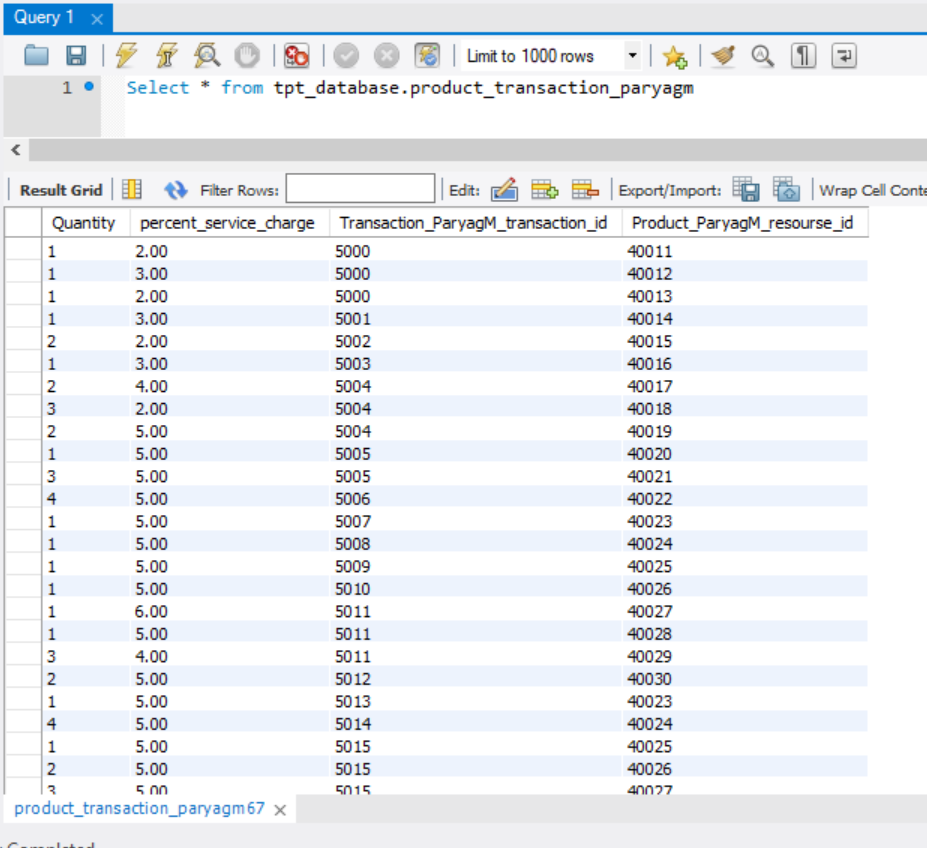 Query 1
Limit to 1000 rows
1 Select * from tpt_database.product_transaction_paryagm
Result Grid Filter Rows: Edit: Export/Import: Wrap Cell Conte
Quantity percent_service_charge Transaction_ParyagM_transaction_id Product_ParyagM_resourse_id
1 2.00 5000 40011
1 3.00 5000 40012
1 2.00 5000 40013
1 3.00 5001 40014
2 2.00 5002 40015
1 3.00 5003 40016
2 4.00 5004 40017
3 2.00 5004 40018
2 5.00 5004 40019
1 5.00 5005 40020
3 5.00 5005 40021
4 5.00 5006 40022
1 5.00 5007 40023
1 5.00 5008 40024
1 5.00 5009 40025
1 5.00 5010 40026
1 6.00 5011 40027
1 5.00 5011 40028
3 4.00 5011 40029
2 5.00 5012 40030
1 5.00 5013 40023
4 5.00 5014 40024
1 5.00 5015 40025
2 5.00 5015 40026
3 5.00 5015 40027
product_transaction_paryagm67
Completed